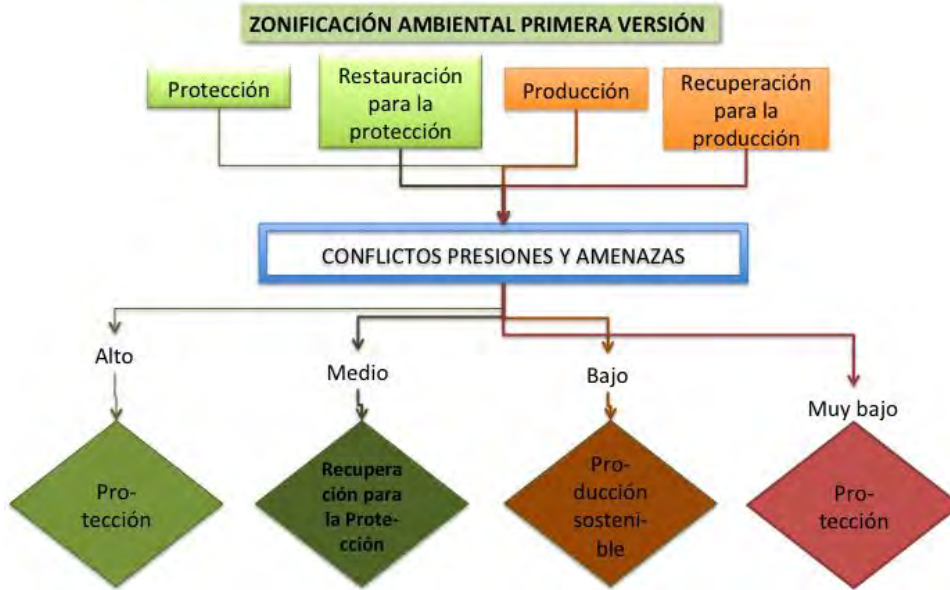 ZONIFICACIÓN AMBIENTAL PRIMERA VERSIÓN
Protección
Restauración
para la
protección
Producción
Recuperación
para la
producción
CONFLICTOS PRESIONES Y AMENAZAS
Alto
Medio
Bajo
Muy bajo
Pro-
tección
Recupera
ción para
la Prote-
cción
Pro-
ducción
sosteni-
ble
Pro-
tección